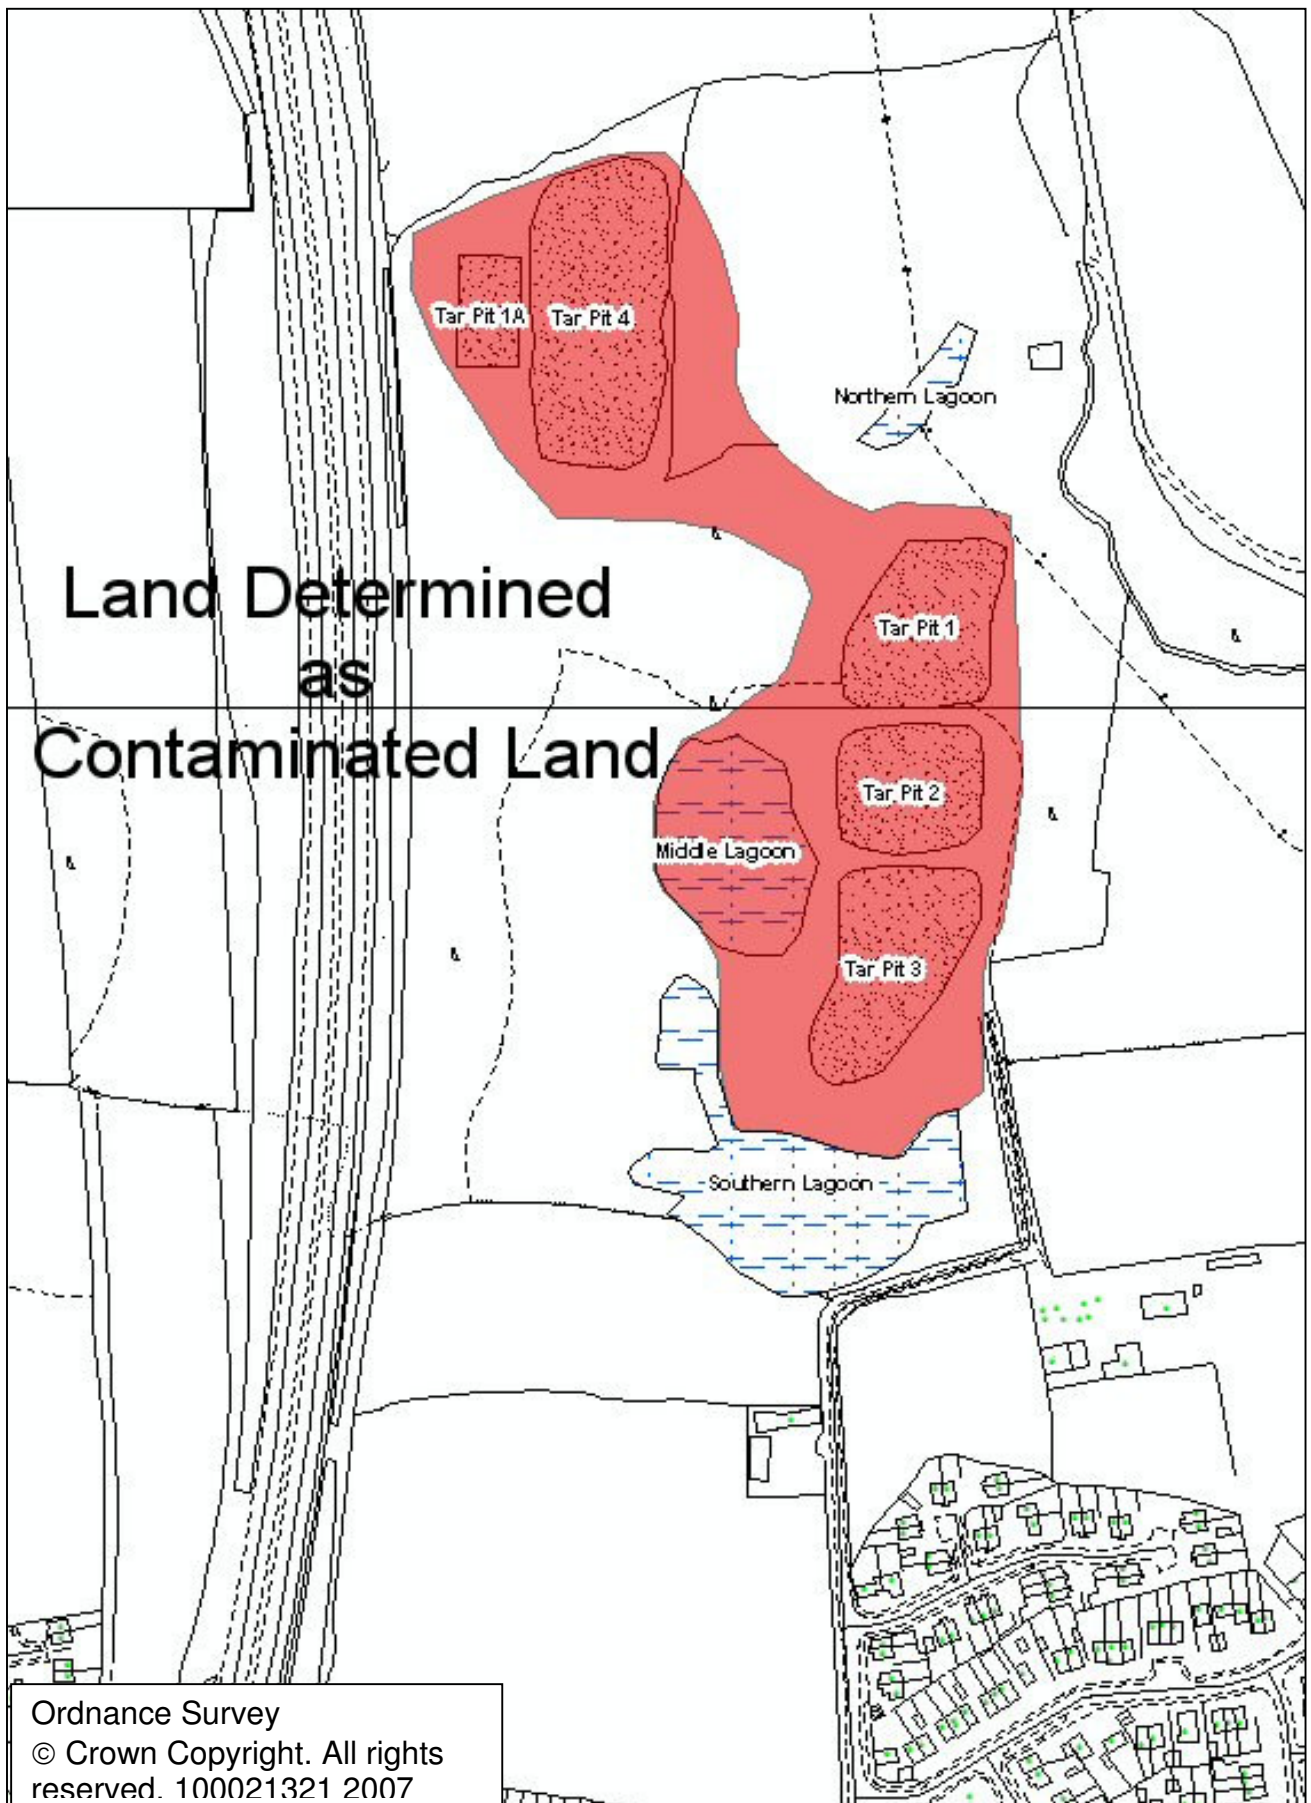 Tar Pit 1A
Tar Pit 4
Northern Lagoon
Land Determined
as
Contaminated Land
Tar Pit 1
Tar Pit 2
Middle Lagoon
Tar Pit 3
Southern Lagoon
Ordnance Survey
© Crown Copyright. All rights
reserved. 100021321 2007